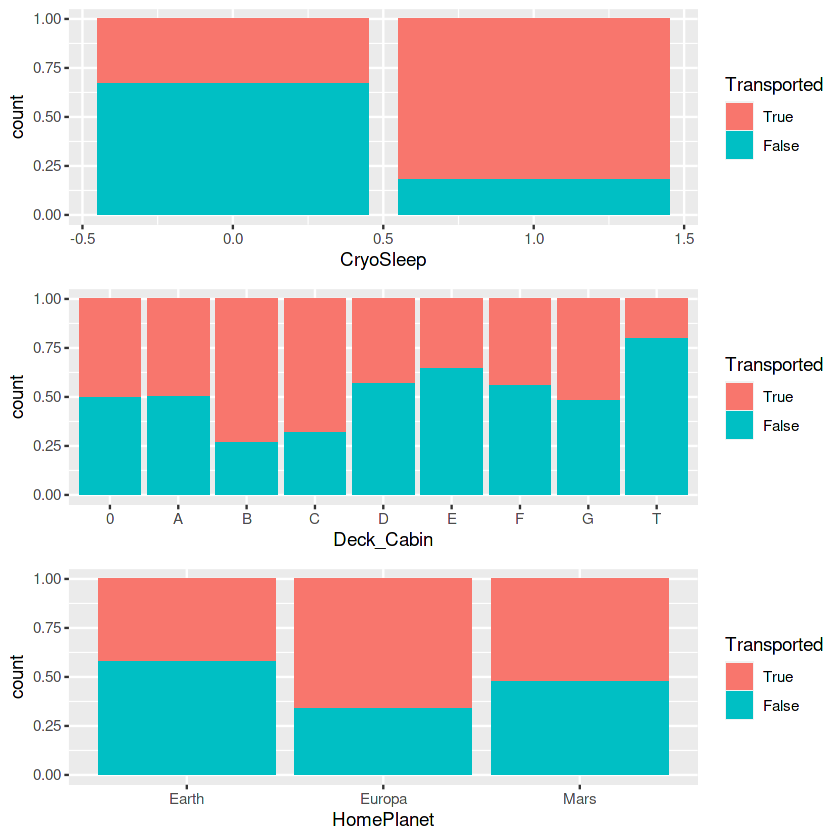 1.00
0.75
0.50
0.25
0.00
count
-0.5 0.0 0.5 1.0 1.5
CryoSleep
Transported
True
False
1.00
0.75
0.50
0.25
0.00
count
0 A B C D E F G T
Deck_Cabin
Transported
True
False
1.00
0.75
0.50
0.25
0.00
count
Earth Europa Mars
HomePlanet
Transported
True
False